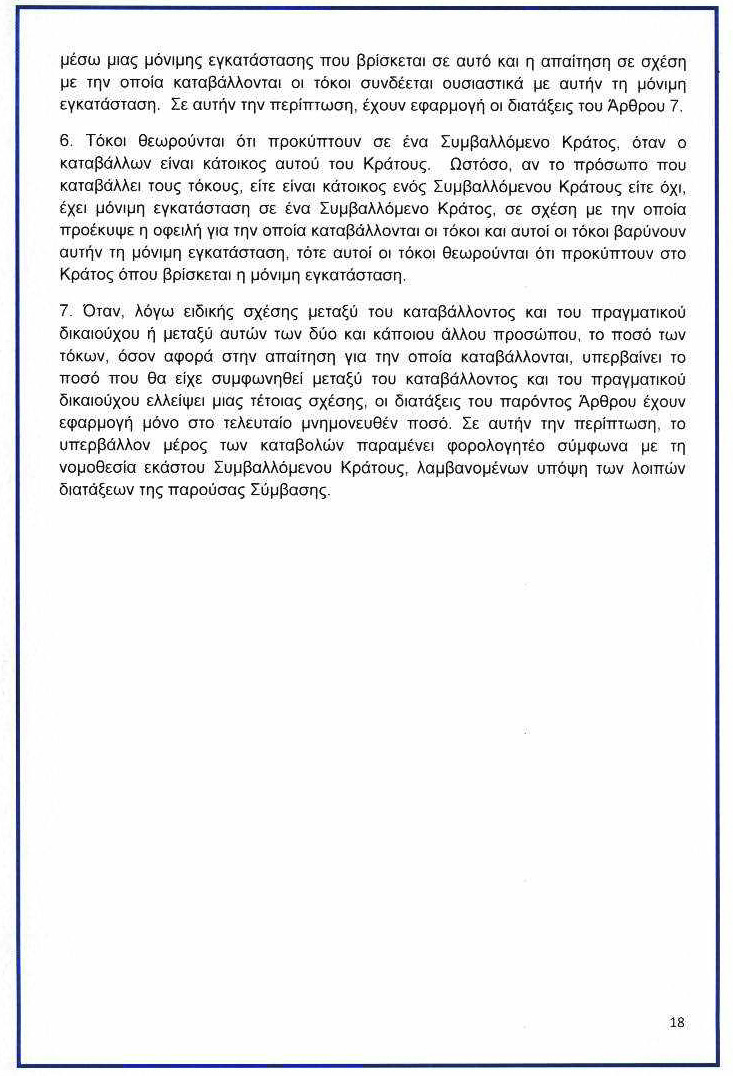 μέσω μιας μόνιμης εγκατάστασης που βρίσκεται σε αυτό και η απαίτηση σε σχέση
με την οποία καταβάλλονται οι τόκοι συνδέεται ουσιαστικά με αυτήν τη μόνιμη
εγκατάσταση. Σε αυτήν την περίπτωση, έχουν εφαρμογή οι διατάξεις του Άρθρου 7.
6. Τόκοι θεωρούνται ότι προκύπτουν σε ένα Συμβαλλόμενο Κράτος, όταν ο
καταβάλλων είναι κάτοικος αυτού του Κράτους. Ωστόσο, αν το πρόσωπο που
καταβάλλει τους τόκους, είτε είναι κάτοικος ενός Συμβαλλόμενου Κράτους είτε όχι,
έχει μόνιμη εγκατάσταση σε ένα Συμβαλλόμενο Κράτος, σε σχέση με την οποία
προέκυψε η οφειλή για την οποία καταβάλλονται οι τόκοι και αυτοί οι τόκοι βαρύνουν
αυτήν τη μόνιμη εγκατάσταση, τότε αυτοί οι τόκοι θεωρούνται ότι προκύπτουν στο
Κράτος όπου βρίσκεται η μόνιμη εγκατάσταση.
7. Όταν, λόγω ειδικής σχέσης μεταξύ του καταβάλλοντος και του πραγματικού
δικαιούχου ή μεταξύ αυτών των δύο και κάποιου άλλου προσώπου, το ποσό των
τόκων, όσον αφορά στην απαίτηση για την οποία καταβάλλονται, υπερβαίνει το
ποσό που θα είχε συμφωνηθεί μεταξύ του καταβάλλοντος και του πραγματικού
δικαιούχου ελλείψει μιας τέτοιας σχέσης, οι διατάξεις του παρόντος Άρθρου έχουν
εφαρμογή μόνο στο τελευταίο μνημονευθέν ποσό. Σε αυτήν την περίπτωση, το
υπερβάλλον μέρος των καταβολών παραμένει φορολογητέο σύμφωνα με τη
νομοθεσία εκάστου Συμβαλλόμενου Κράτους, λαμβανομένων υπόψη των λοιπών
διατάξεων της παρούσας Σύμβασης.
18